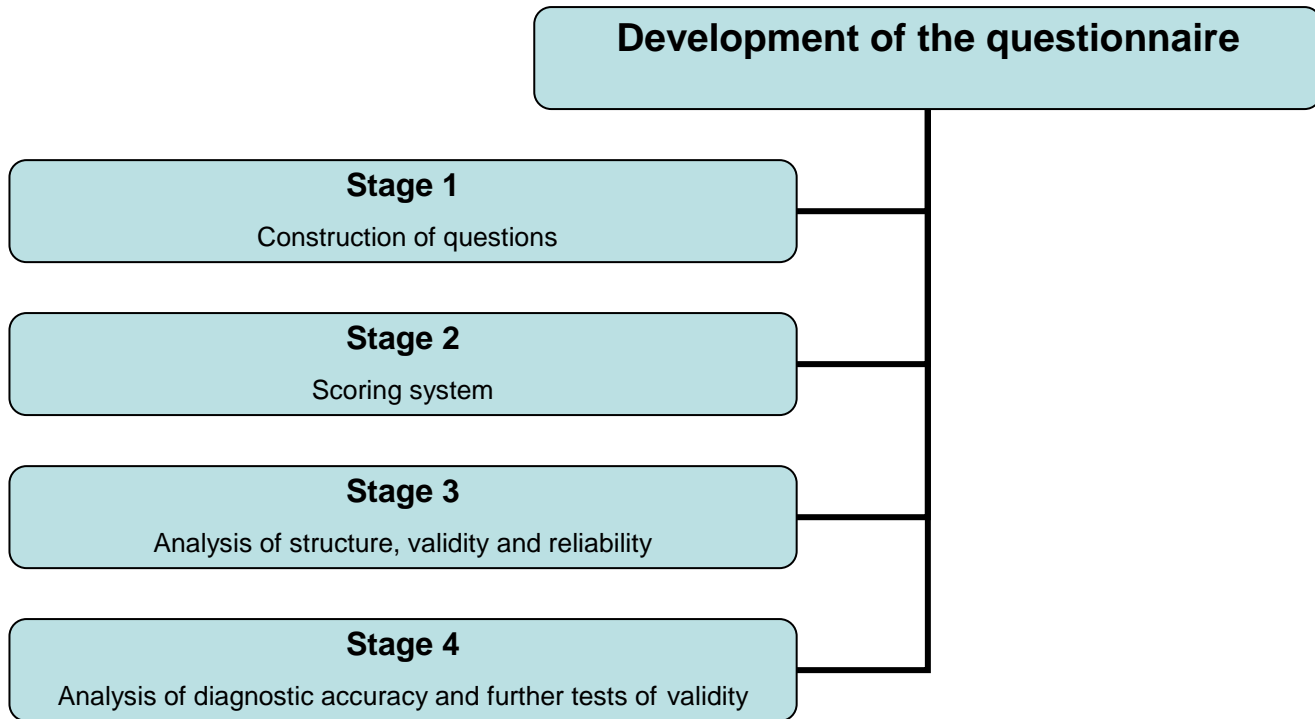 Development of the questionnaire
Stage 1
Construction of questions
Stage 2
Scoring system
Stage 3
Analysis of structure, validity and reliability
Stage 4
Analysis of diagnostic accuracy and further tests of validity